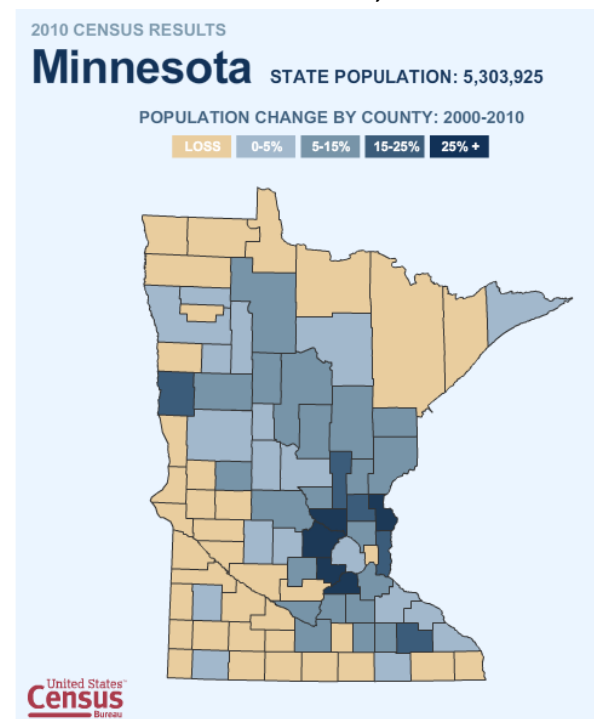 2010 CENSUS RESULTS
Minnesota STATE POPULATION: 5,303,925
POPULATION CHANGE BY COUNTY: 2000-2010
LOSS 0-5% 5-15% 15-25% 25% +
United States™
Census
Bureau